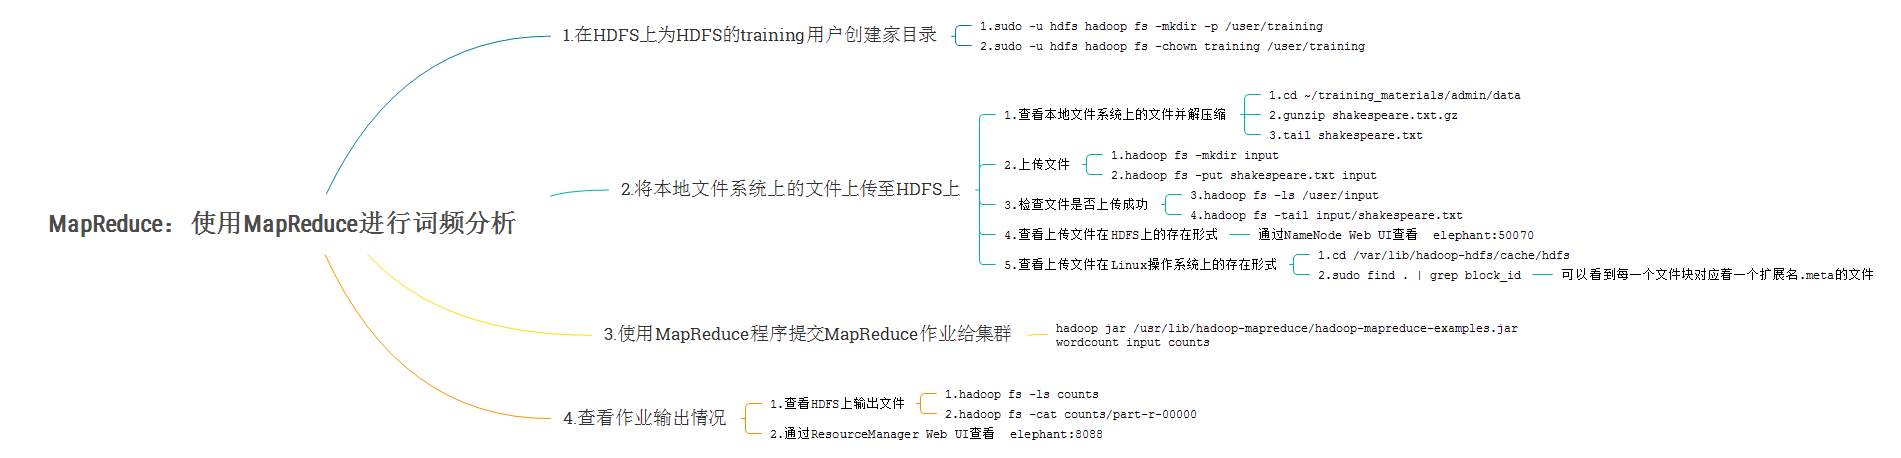 MapReduce：使用MapReduce进行词频分析
1.在HDFS上为HDFS的training用户创建家目录
1.sudo -u hdfs hadoop fs -mkdir -p /user/training
2.sudo -u hdfs hadoop fs -chown training /user/training
2.将本地文件系统上的文件上传至HDFS上
1.查看本地文件系统上的文件并解压缩
1.cd ~/training_materials/admin/data
2.gunzip shakespeare.txt.gz
3.tail shakespeare.txt
2.上传文件
1.hadoop fs -mkdir input
2.hadoop fs -put shakespeare.txt input
3.检查文件是否上传成功
3.hadoop fs -ls /user/input
4.hadoop fs -tail input/shakespeare.txt
4.查看上传文件在HDFS上的存在形式
通过NameNode Web UI查看 elephant:50070
5.查看上传文件在Linux操作系统上的存在形式
1.cd /var/lib/hadoop-hdfs/cache/hdfs
2.sudo find . | grep block_id
可以看到每一个文件块对应着一个扩展名.meta的文件
3.使用MapReduce程序提交MapReduce作业给集群
hadoop jar /usr/lib/hadoop-mapreduce/hadoop-mapreduce-examples.jar
wordcount input counts
4.查看作业输出情况
1.查看HDFS上输出文件
1.hadoop fs -ls counts
2.hadoop fs -cat counts/part-r-00000
2.通过ResourceManager Web UI查看 elephant:8088